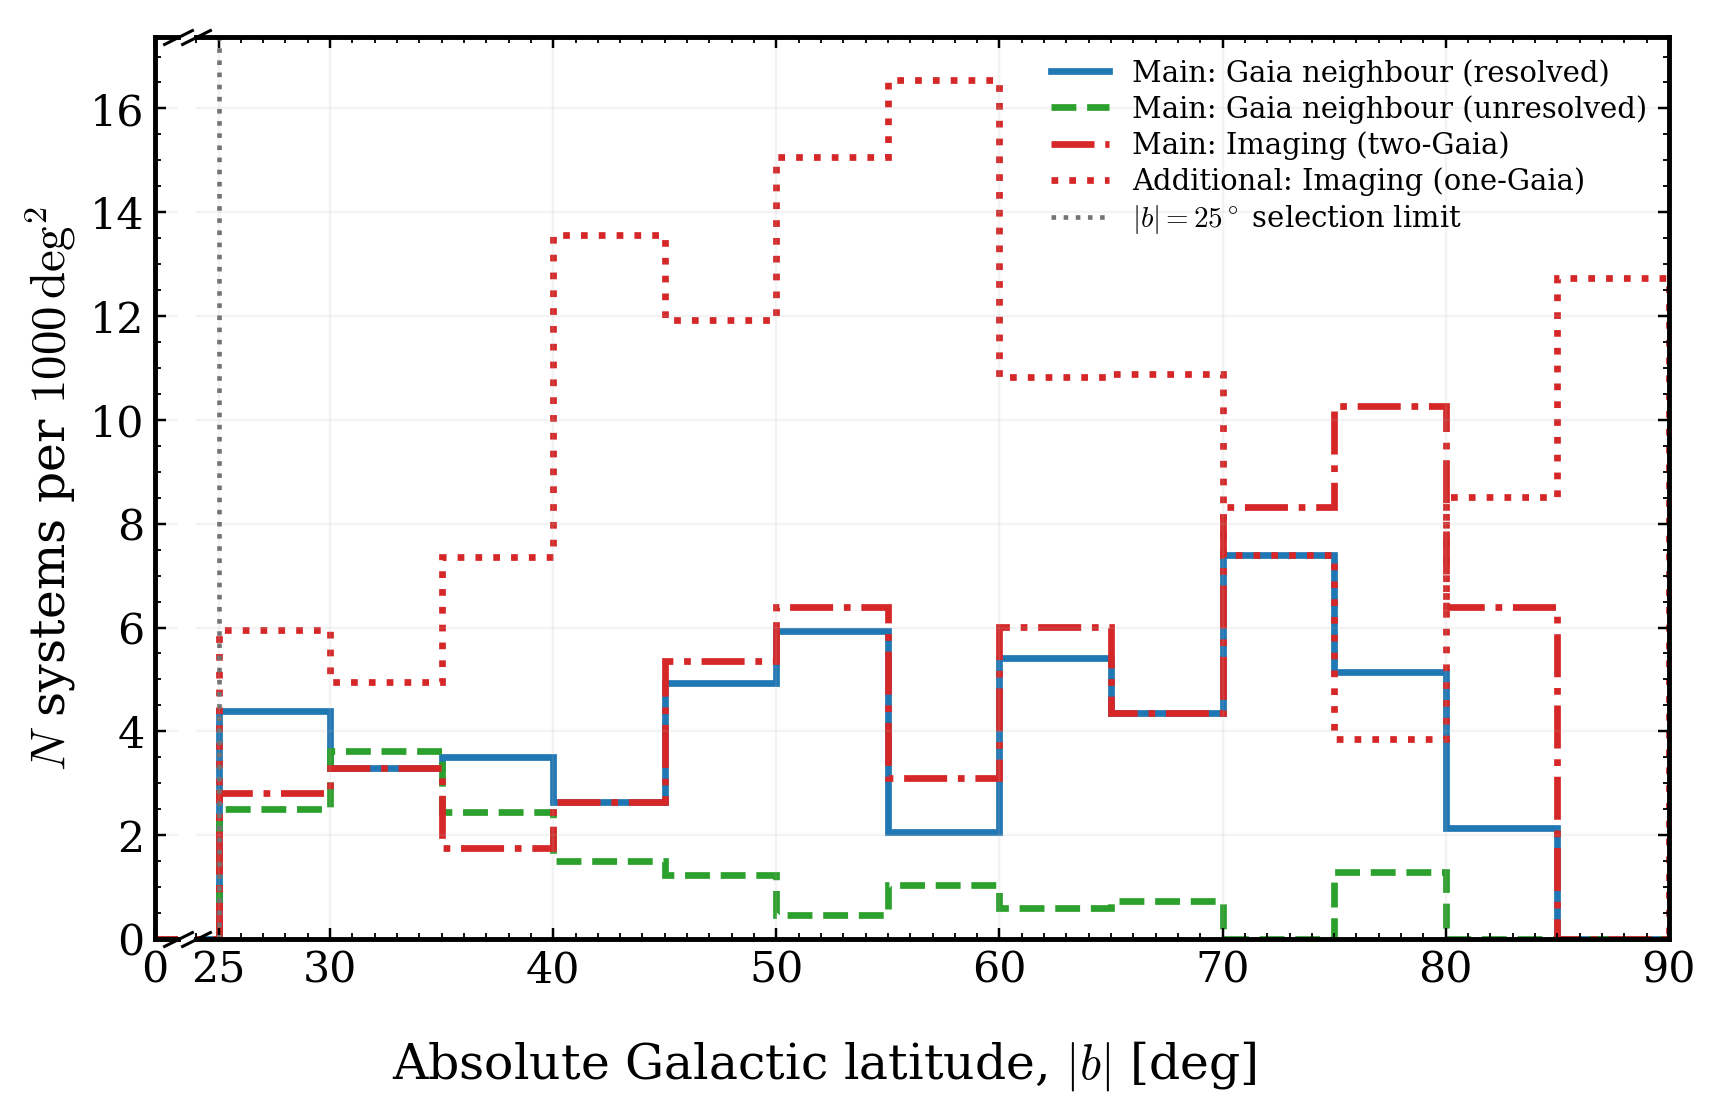 Main: Gaia neighbour (resolved)
Main: Gaia neighbour (unresolved)
Main: Imaging (two-Gaia)
Additional: Imaging (one-Gaia)
|b| = 25° selection limit
N systems per 1000 deg²
16
14
12
10
8
6
4
2
0
0 25 30 40 50 60 70 80 90
Absolute Galactic latitude, |b| [deg]